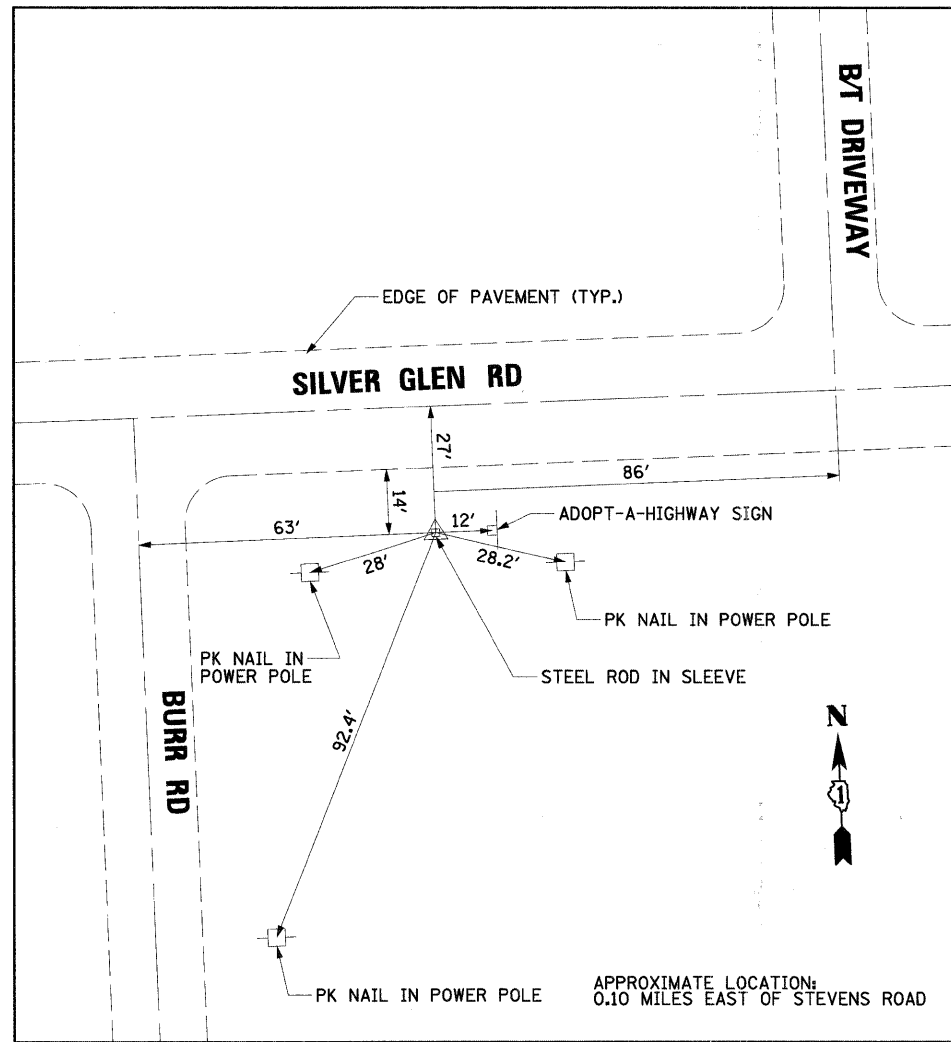 B/T DRIVEWAY
EDGE OF PAVEMENT (TYP.)
SILVER GLEN RD
27'
86'
14'
12'
ADOPT-A-HIGHWAY SIGN
63'
28'
28.2'
PK NAIL IN POWER POLE
PK NAIL IN
POWER POLE
STEEL ROD IN SLEEVE
BURR RD
92.4'
N
1
PK NAIL IN POWER POLE
APPROXIMATE LOCATION:
0.10 MILES EAST OF STEVENS ROAD